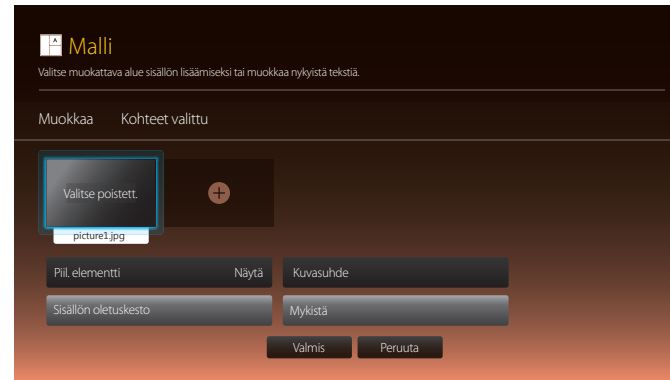 Malli
Valitse muokattava alue sisällön lisäämiseksi tai muokkaa nykyistä tekstiä.
Muokkaa Kohteet valittu
Valitse poistett.
picture1.jpg
Piil. elementti Näytä Kuvasuhde
Sisällön oletuskesto Mykistä
Valmis Peruuta